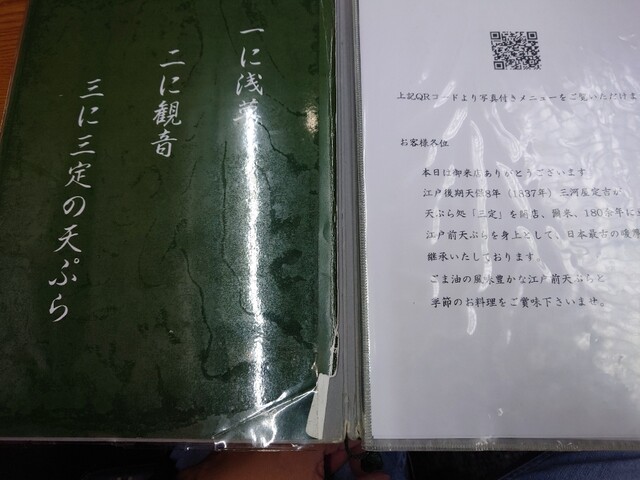 一に浅草
二に観音
三に三定の天ぷら
上記QRコードより写真付きメニューをご覧いただけま
お客様各位
本日は御来店ありがとうございます。
江戸後期天保8年（1837年）三河屋定吉が
天ぷら処「三定」を開店、爾来、180余年に
江戸前天ぷらを身上として、日本最古の暖簾
継承いたしております。
ごま油の風味豊かな江戸前天ぷらと
季節のお料理をご賞味下さいませ。